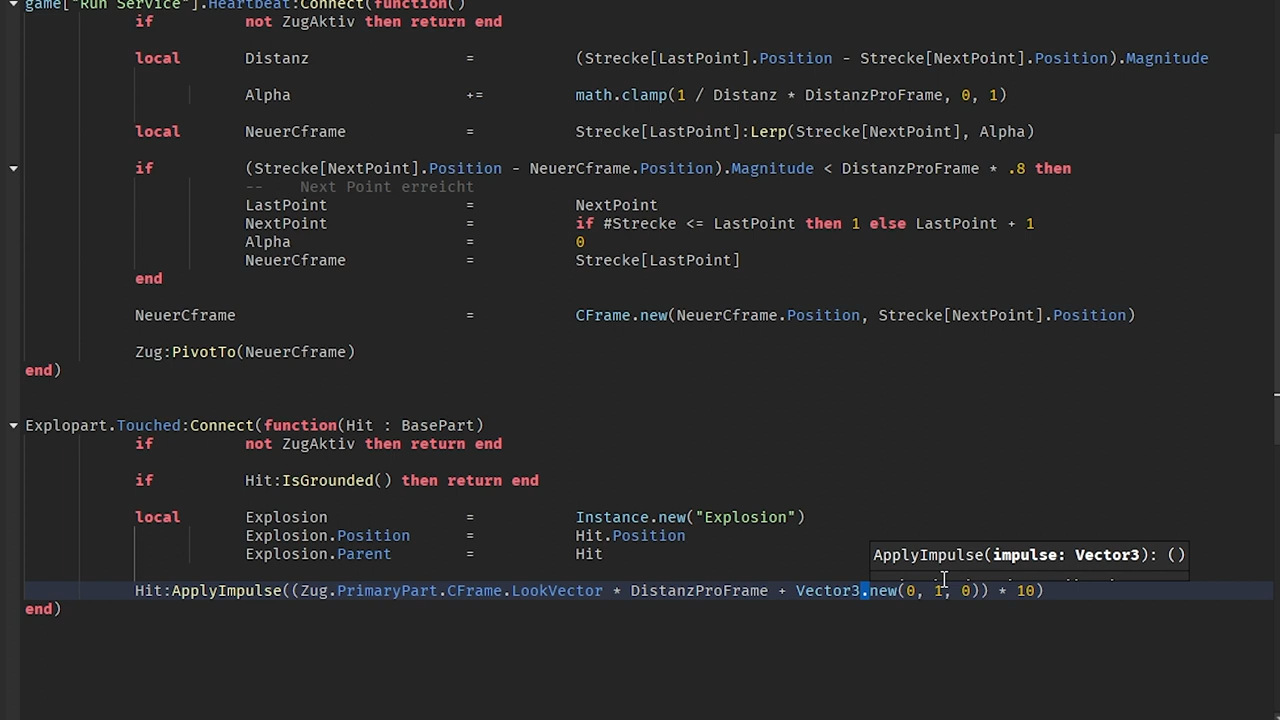 game["Run Service"].Heartbeat:Connect(function()
if not ZugAktiv then return end
local Distanz = (Strecke[LastPoint].Position - Strecke[NextPoint].Position).Magnitude
Alpha += math.clamp(1 / Distanz * DistanzProFrame, 0, 1)
local NeuerCframe = Strecke[LastPoint]:Lerp(Strecke[NextPoint], Alpha)
if (Strecke[NextPoint].Position - NeuerCframe.Position).Magnitude < DistanzProFrame * .8 then
-- Next Point erreicht
LastPoint = NextPoint
NextPoint = if #Strecke <= LastPoint then 1 else LastPoint + 1
Alpha = 0
NeuerCframe = Strecke[LastPoint]
end
NeuerCframe = CFrame.new(NeuerCframe.Position, Strecke[NextPoint].Position)
Zug:PivotTo(NeuerCframe)
end)
Explopart.Touched:Connect(function(Hit : BasePart)
if not ZugAktiv then return end
if Hit:IsGrounded() then return end
local Explosion = Instance.new("Explosion")
Explosion.Position = Hit.Position
Explosion.Parent = Hit
ApplyImpulse(impulse: Vector3): ()
Hit:ApplyImpulse((Zug.PrimaryPart.CFrame.LookVector * DistanzProFrame + Vector3.new(0, 1, 0)) * 10)
end)